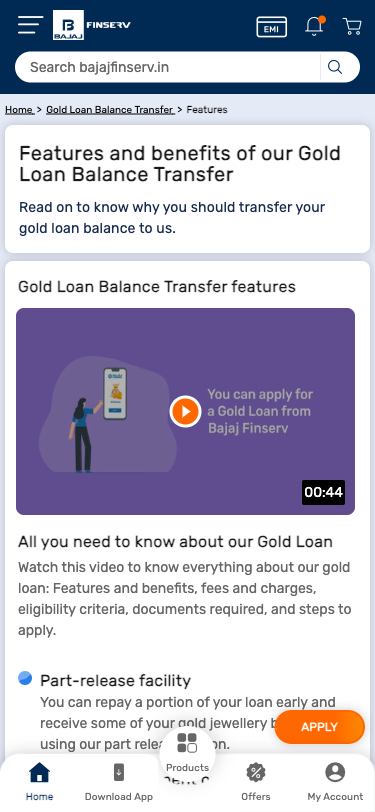 BAJAJ FINSERV
EMI
Search bajajfinserv.in
Home > Gold Loan Balance Transfer > Features
Features and benefits of our Gold
Loan Balance Transfer
Read on to know why you should transfer your
gold loan balance to us.
Gold Loan Balance Transfer features
You can apply for
a Gold Loan from
Bajaj Finserv
00:44
All you need to know about our Gold Loan
Watch this video to know everything about our gold
loan: Features and benefits, fees and charges,
eligibility criteria, documents required, and steps to
apply.
Part-release facility
You can repay a portion of your loan early and
receive some of your gold jewellery
APPLY
using our part
Products
Home
Download App
Offers
My Account